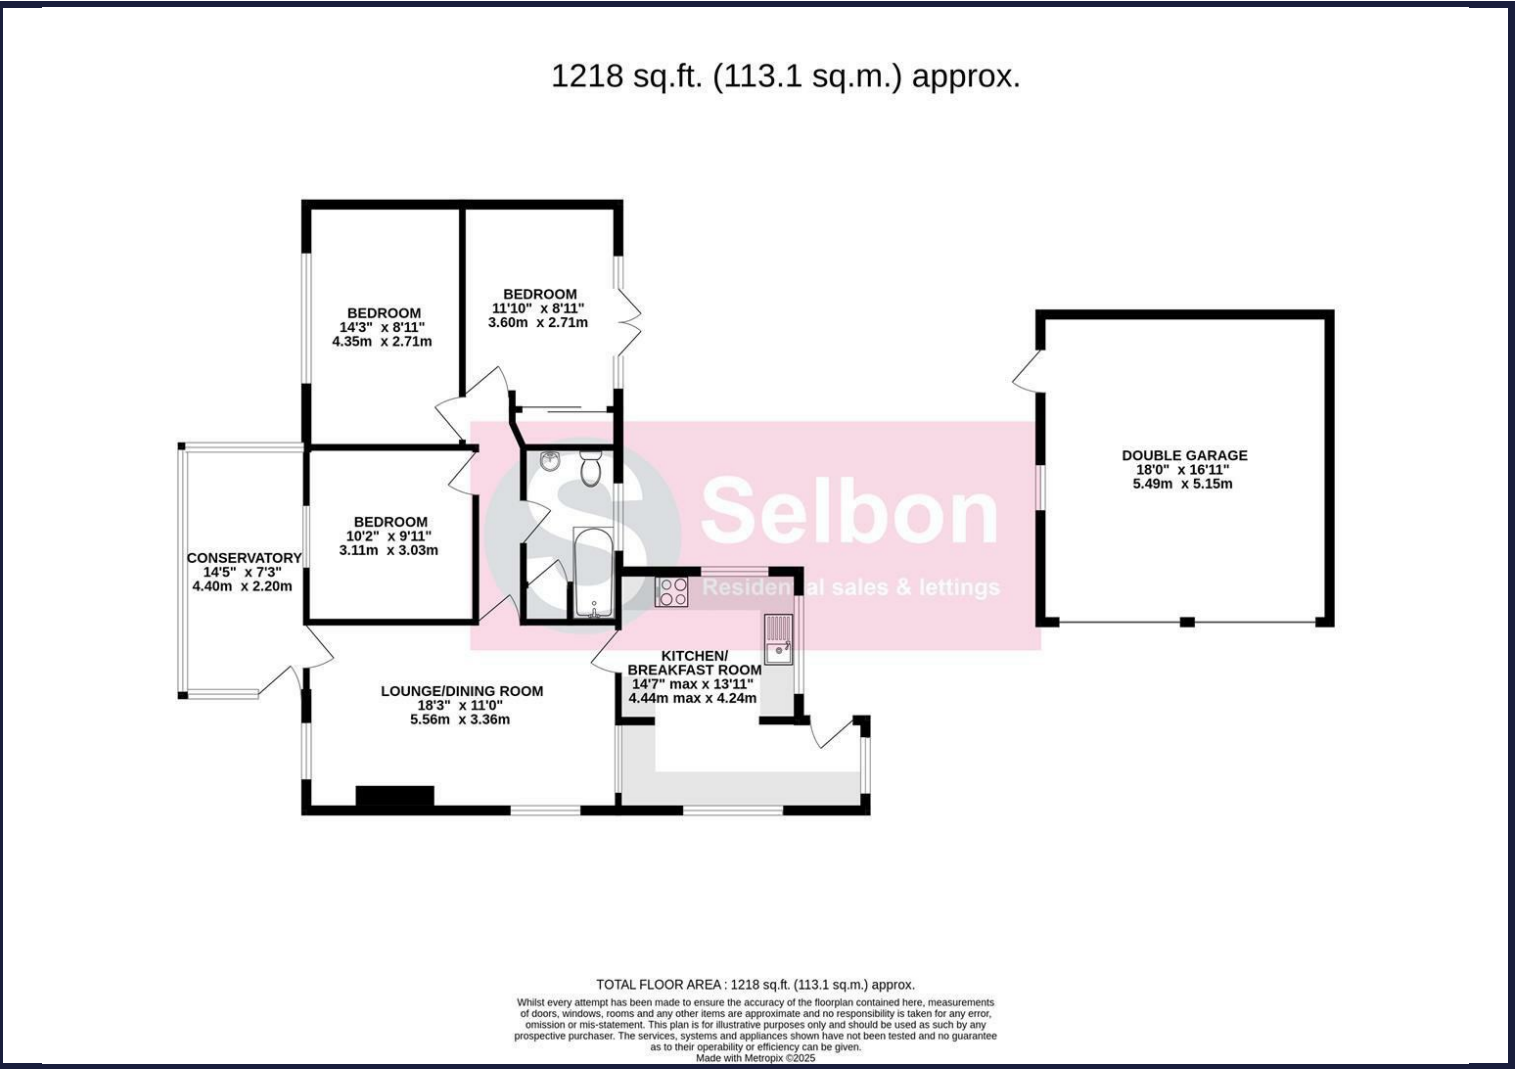 1218 sq.ft. (113.1 sq.m.) approx.
BEDROOM
14'3" x 8'11"
4.35m x 2.71m
BEDROOM
11'10" x 8'11"
3.60m x 2.71m
DOUBLE GARAGE
18'0" x 16'11"
5.49m x 5.15m
BEDROOM
10'2" x 9'11"
3.11m x 3.03m
CONSERVATORY
14'5" x 7'3"
4.40m x 2.20m
S
Selbon
Residential sales & lettings
KITCHEN/
BREAKFAST ROOM
14'7" max x 13'11"
4.44m max x 4.24m
LOUNGE/DINING ROOM
18'3" x 11'0"
5.56m x 3.36m
TOTAL FLOOR AREA : 1218 sq.ft. (113.1 sq.m.) approx.
Whilst every attempt has been made to ensure the accuracy of the floorplan contained here, measurements
of doors, windows, rooms and any other items are approximate and no responsibility is taken for any error,
omission or mis-statement. This plan is for illustrative purposes only and should be used as such by any
prospective purchaser. The services, systems and appliances shown have not been tested and no guarantee
as to their operability or efficiency can be given.
Made with Metropix ©2025